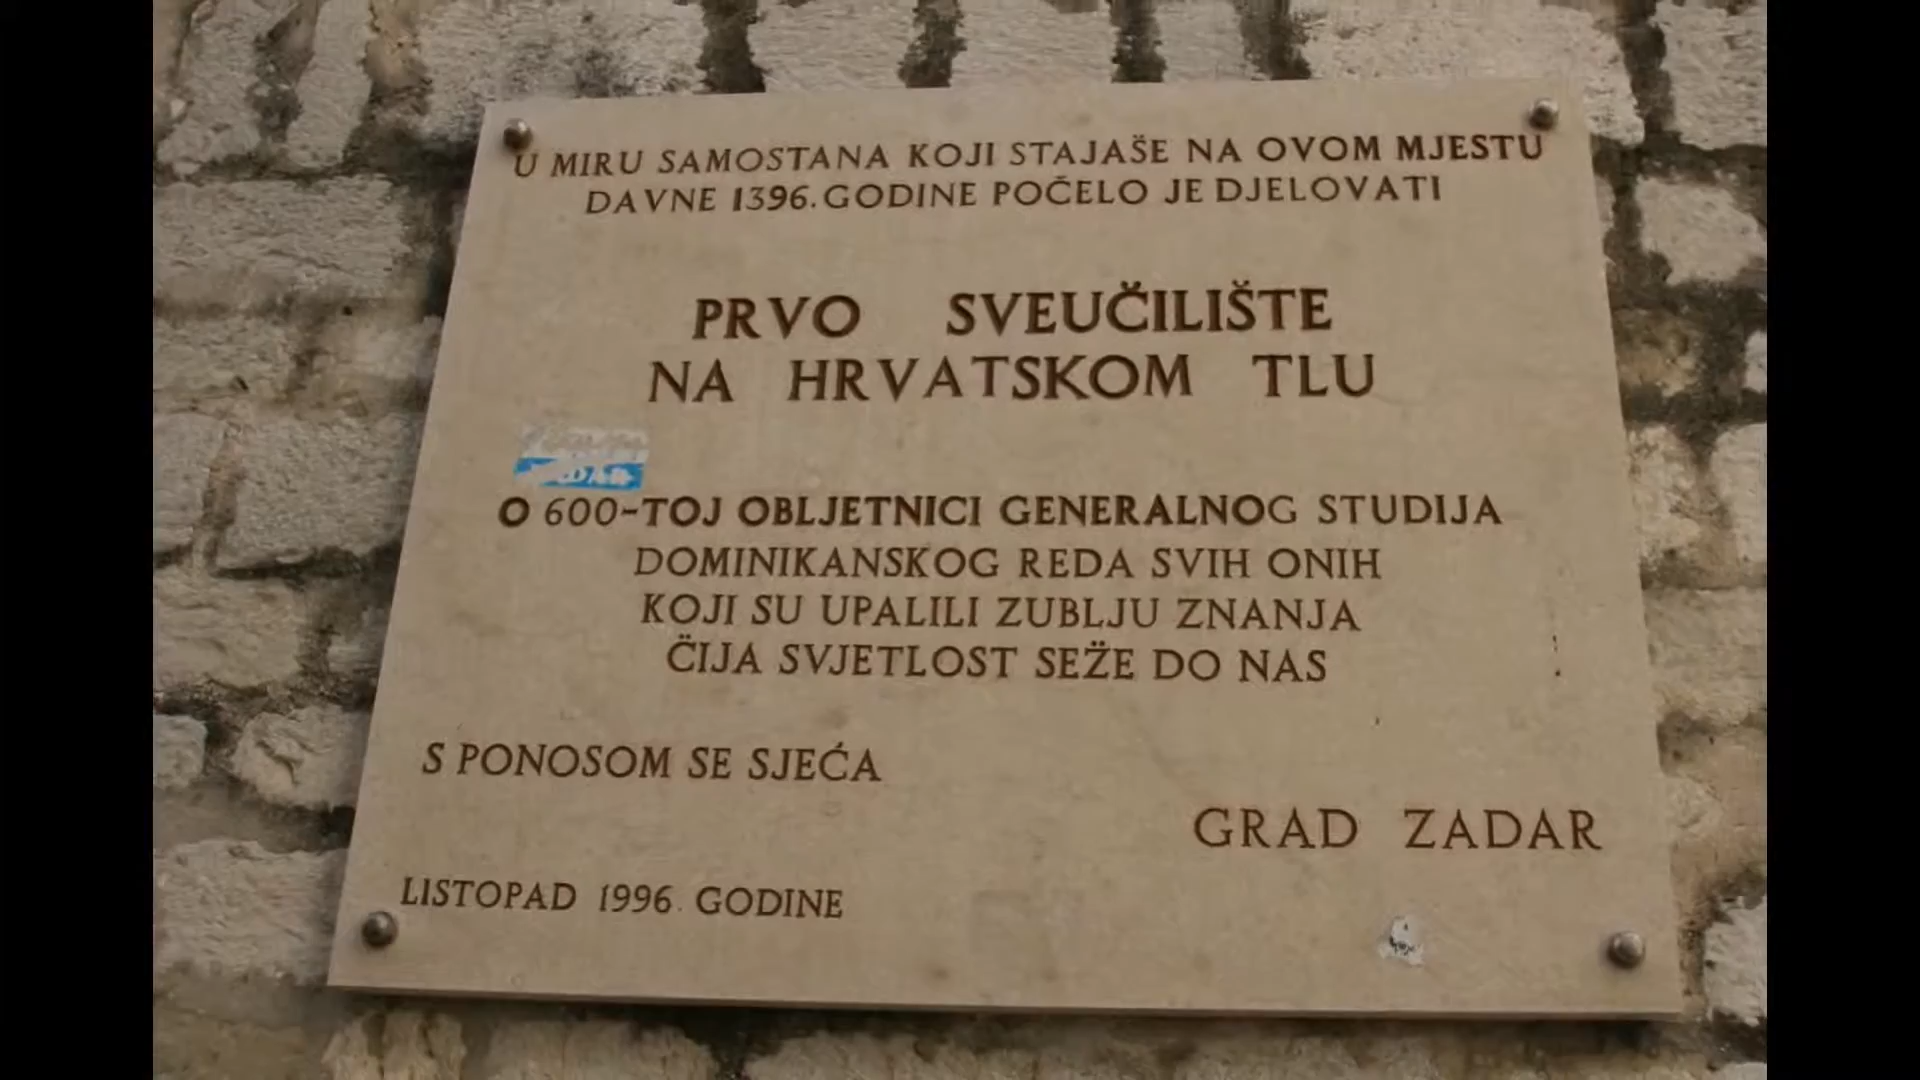 U MIRU SAMOSTANA KOJI STAJAŠE NA OVOM MJESTU
DAVNE 1396. GODINE POČELO JE DJELOVATI
PRVO SVEUČILIŠTE
NA HRVATSKOM TLU
O 600-TOJ OBLJETNICI GENERALNOG STUDIJA
DOMINIKANSKOG REDA SVIH ONIH
KOJI SU UPALILI ZUBLJU ZNANJA
ČIJA SVJETLOST SEŽE DO NAS
S PONOSOM SE SJEĆA
GRAD ZADAR
LISTOPAD 1996. GODINE